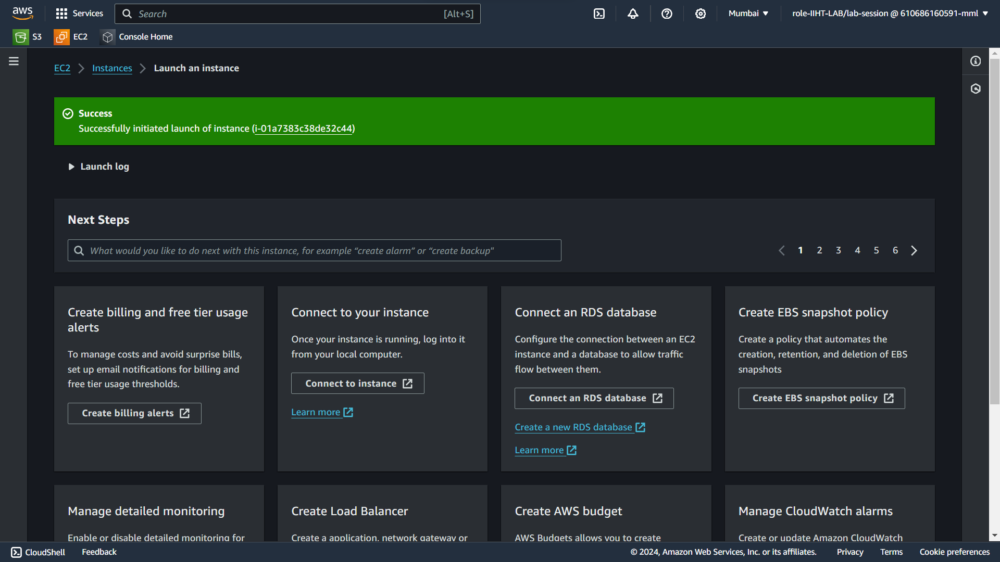 aws
Services
Search
[Alt+S]
Mumbai
role-IIHT-LAB/lab-session @ 610686160591-mml
S3
EC2
Console Home
EC2
Instances
Launch an instance
Success
Successfully initiated launch of instance (i-01a7383c38de32c44)
Launch log
Next Steps
What would you like to do next with this instance, for example “create alarm” or “create backup"
1 2 3 4 5 6
Create billing and free tier usage
alerts
To manage costs and avoid surprise bills,
set up email notifications for billing and
free tier usage thresholds.
Create billing alerts
Connect to your instance
Once your instance is running, log into it
from your local computer.
Connect to instance
Learn more
Connect an RDS database
Configure the connection between an EC2
instance and a database to allow traffic
flow between them.
Connect an RDS database
Create a new RDS database
Learn more
Create EBS snapshot policy
Create a policy that automates the
creation, retention, and deletion of EBS
snapshots
Create EBS snapshot policy
Manage detailed monitoring
Enable or disable detailed monitoring for
Create Load Balancer
Create a application, network gateway or
Create AWS budget
AWS Budgets allows you to create
Manage CloudWatch alarms
Create or update Amazon CloudWatch
CloudShell
Feedback
© 2024, Amazon Web Services, Inc. or its affiliates.
Privacy
Terms
Cookie preferences